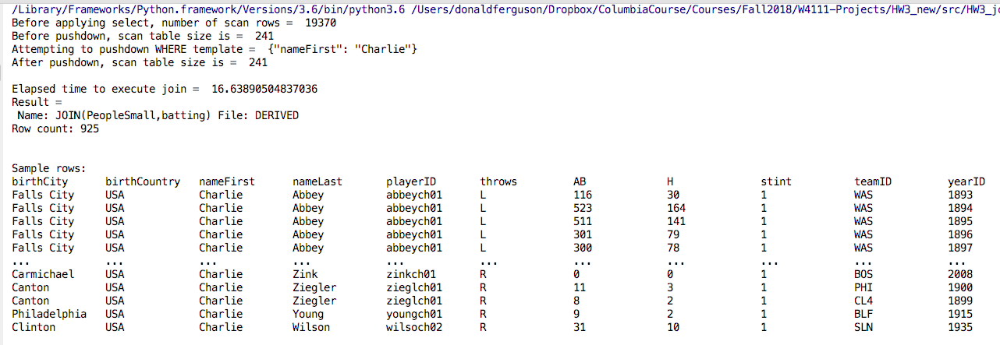 /Library/Frameworks/Python.framework/Versions/3.6/bin/python3.6 /Users/donaldferguson/Dropbox/ColumbiaCourse/Courses/Fall2018/W4111-Projects/HW3_new/src/HW3_jo
Before applying select, number of scan rows =  19370
Before pushdown, scan table size is =  241
Attempting to pushdown WHERE template =  {"nameFirst": "Charlie"}
After pushdown, scan table size is =  241
Elapsed time to execute join =  16.63890504837036
Result =
Name: JOIN(PeopleSmall,batting) File: DERIVED
Row count: 925
Sample rows:
birthCity birthCountry nameFirst nameLast playerID throws AB H stint teamID yearID
Falls City USA Charlie Abbey abbeych01 L 116 30 1 WAS 1893
Falls City USA Charlie Abbey abbeych01 L 523 164 1 WAS 1894
Falls City USA Charlie Abbey abbeych01 L 511 141 1 WAS 1895
Falls City USA Charlie Abbey abbeych01 L 301 79 1 WAS 1896
Falls City USA Charlie Abbey abbeych01 L 300 78 1 WAS 1897
... ... ... ... ... ... ... ... ... ... ...
Carmichael USA Charlie Zink zinkch01 R 0 0 1 BOS 2008
Canton USA Charlie Ziegler zieglch01 R 11 3 1 PHI 1900
Canton USA Charlie Ziegler zieglch01 R 8 2 1 CL4 1899
Philadelphia USA Charlie Young youngch01 R 9 2 1 BLF 1915
Clinton USA Charlie Wilson wilsoch02 R 31 10 1 SLN 1935